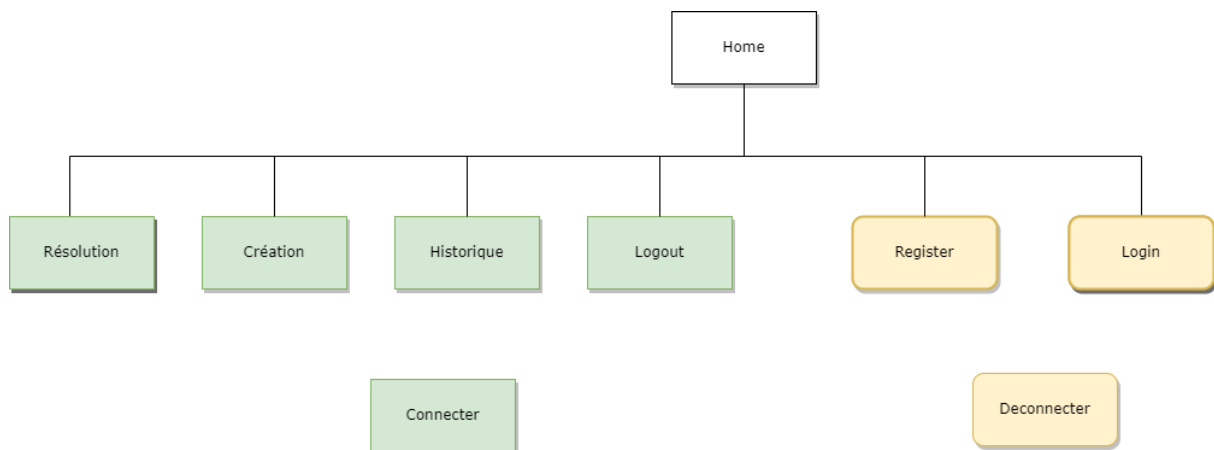 Home
Résolution
Création
Historique
Logout
Register
Login
Connecter
Deconnecter